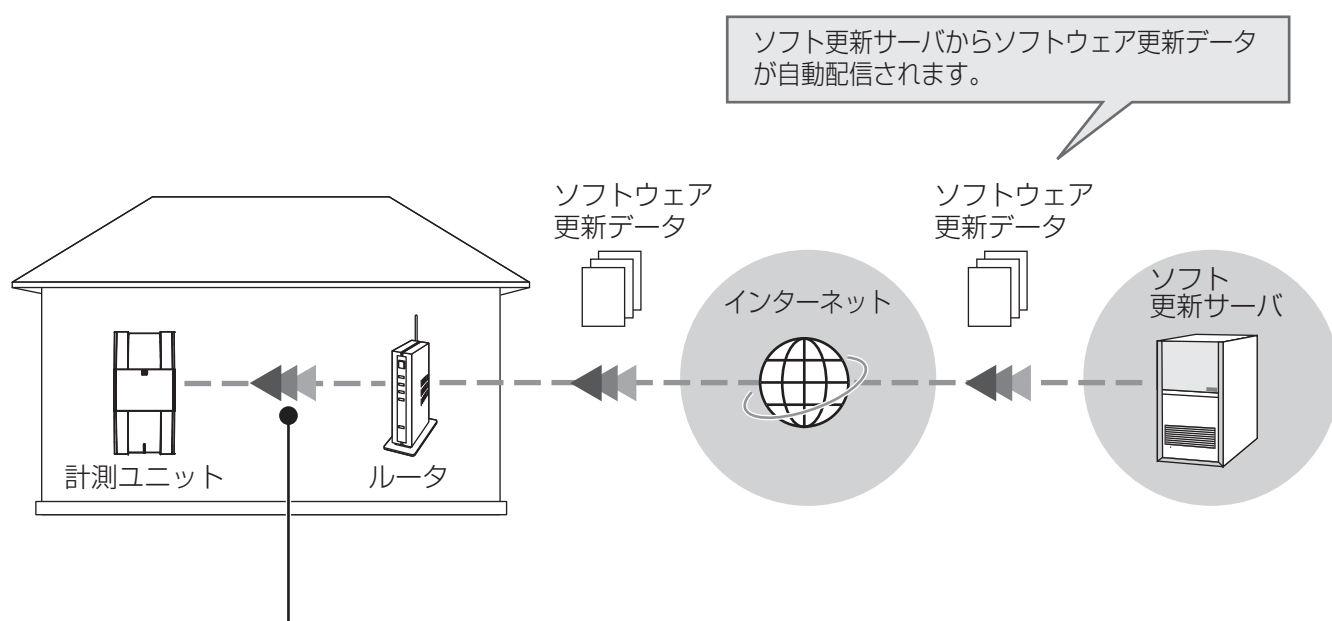 ソフト更新サーバからソフトウェア更新データ
が自動配信されます。
ソフトウェア
更新データ
ソフトウェア
更新データ
インターネット
ソフト
更新サーバ
計測ユニット
ルータ